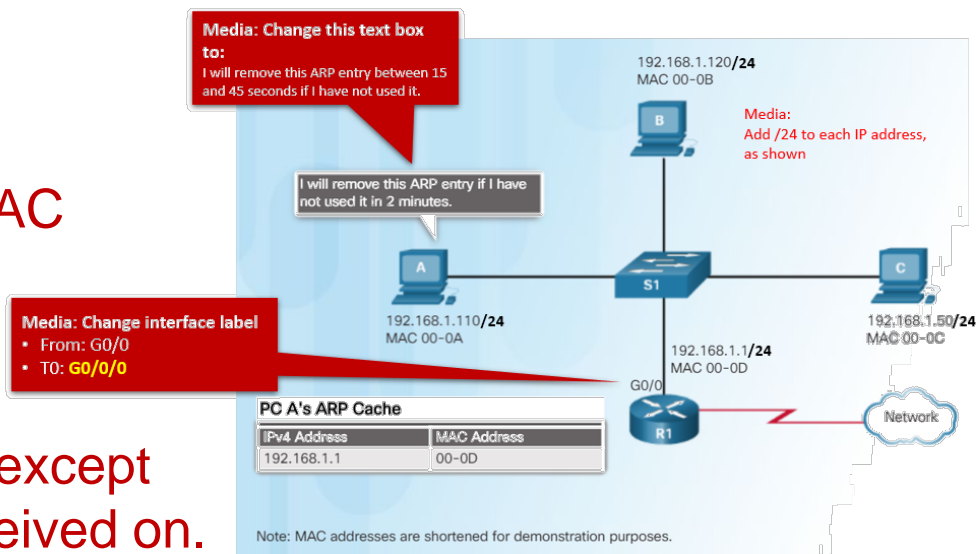 Media: Change this text box
to:
I will remove this ARP entry between 15
and 45 seconds if I have not used it.
192.168.1.120/24
MAC 00-0B
B
Media:
Add /24 to each IP address,
as shown
I will remove this ARP entry if I have
not used it in 2 minutes.
AC
A
S1
C
192.168.1.110/24
MAC 00-0A
192.168.1.50/24
MAC 00-0C
Media: Change interface label
• From: G0/0
• T0: G0/0/0
192.168.1.1/24
MAC 00-0D
G0/0
R1
Network
PC A's ARP Cache
IPv4 Address MAC Address
192.168.1.1 00-0D
except
eived on.
Note: MAC addresses are shortened for demonstration purposes.